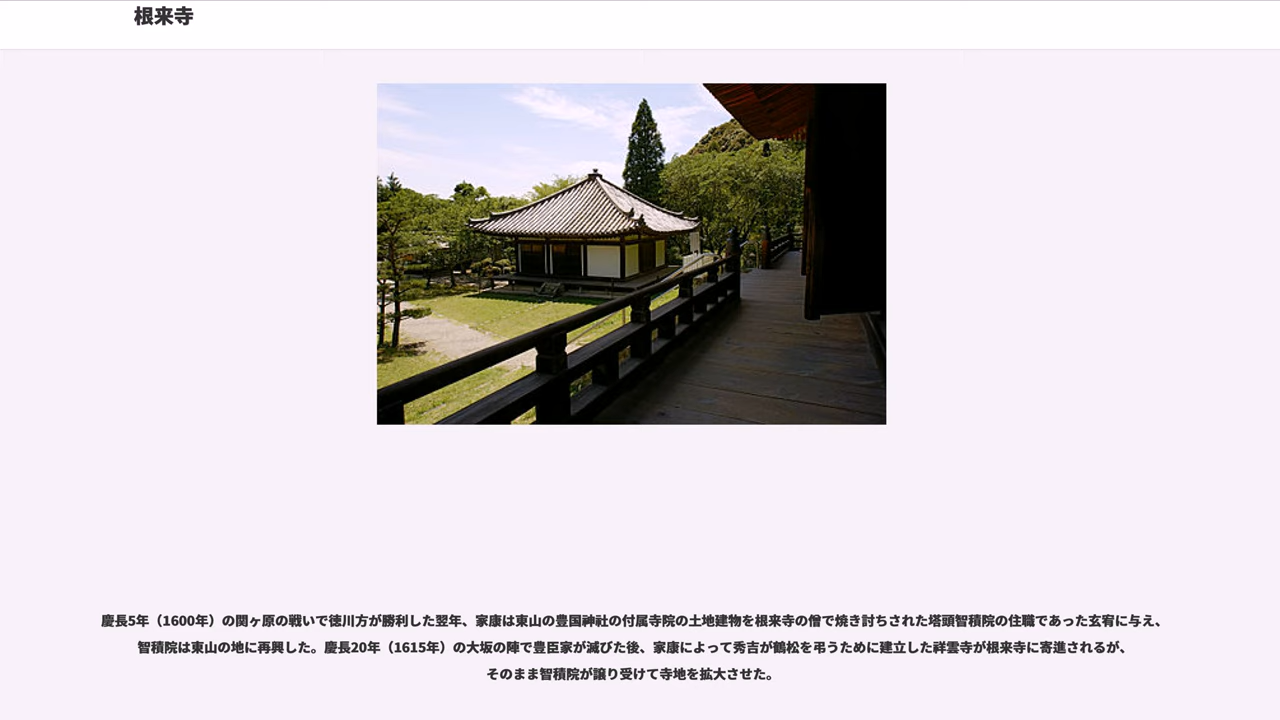 根来寺
慶長5年（1600年）の関ヶ原の戦いで徳川方が勝利した翌年、家康は東山の豊国神社の付属寺院の土地建物を根来寺の僧で焼き討ちされた塔頭智積院の住職であった玄宥に与え、
智積院は東山の地に再興した。慶長20年（1615年）の大坂の陣で豊臣家が滅びた後、家康によって秀吉が鶴松を弔うために建立した祥雲寺が根来寺に寄進されるが、
そのまま智積院が譲り受けて寺地を拡大させた。